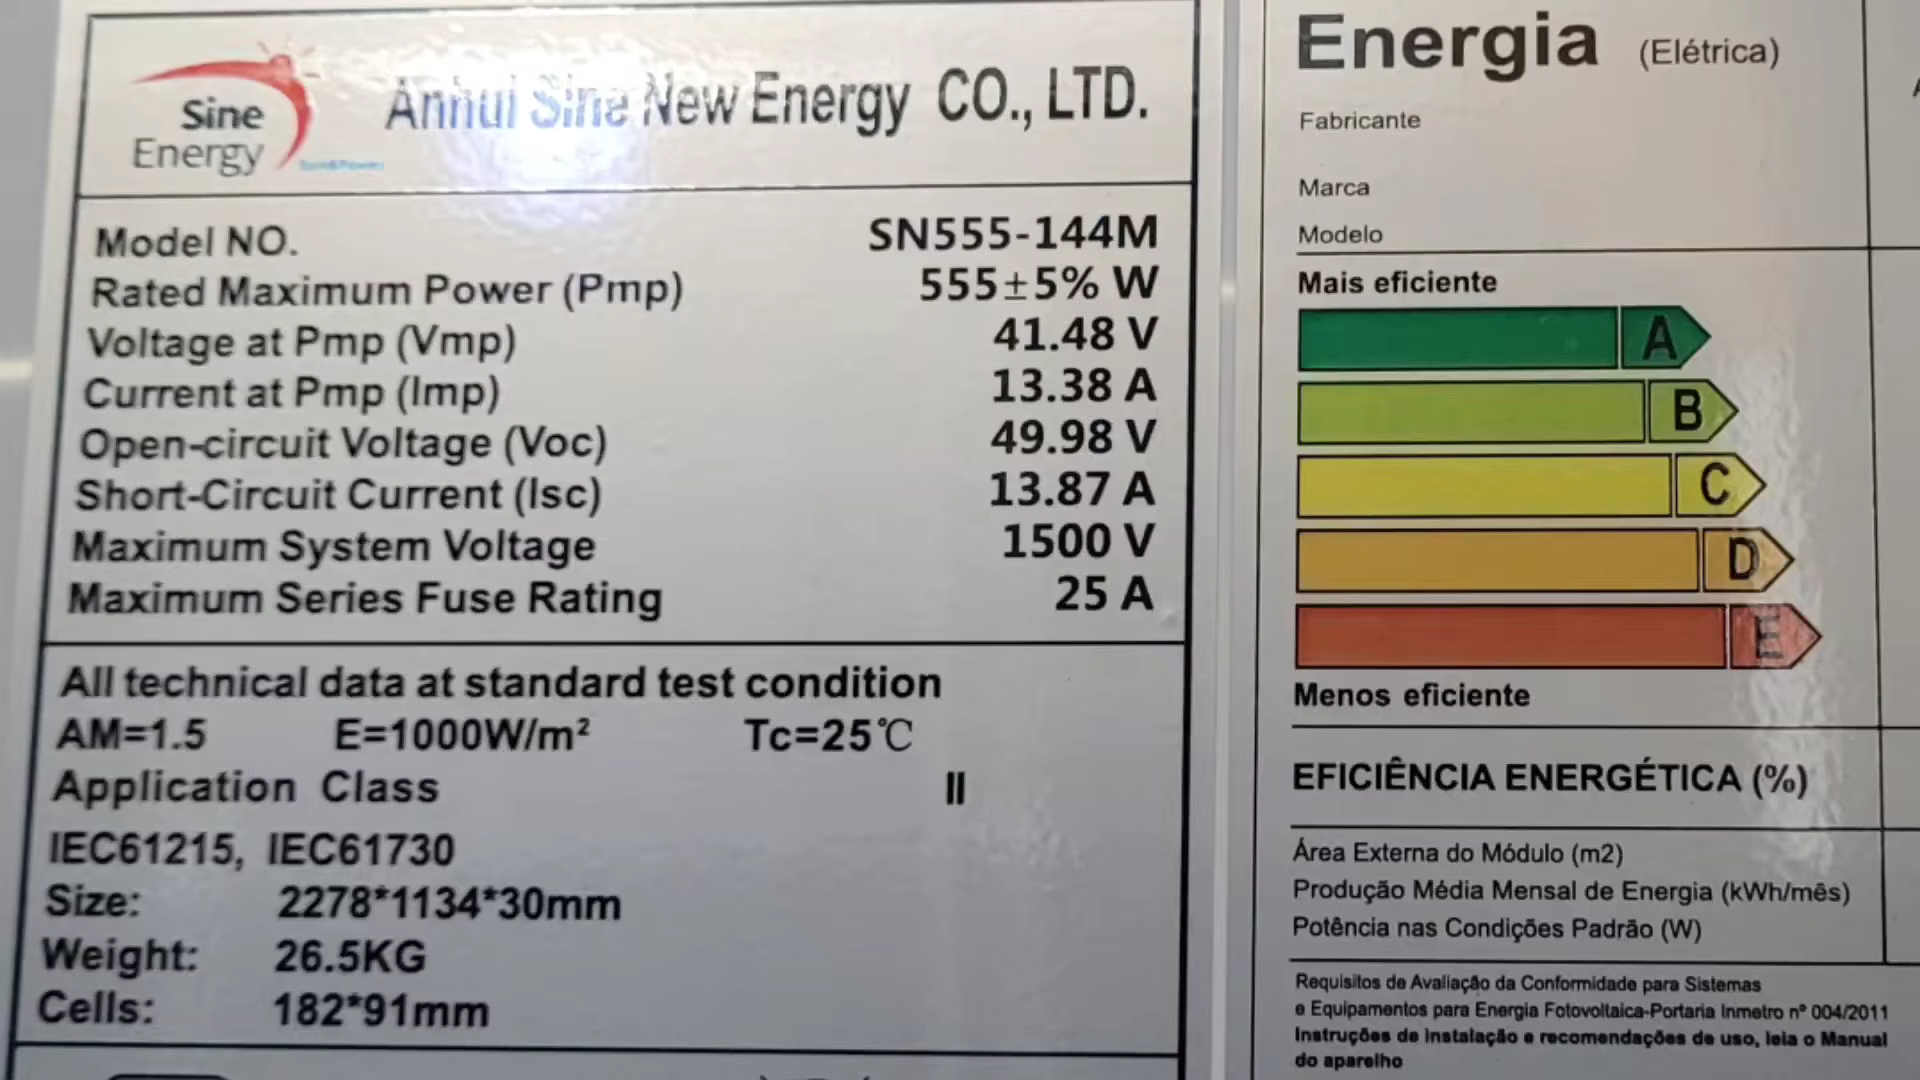 Sine
Energy
Anhui Sine New Energy CO., LTD.
Model NO. SN555-144M
Rated Maximum Power (Pmp) 555±5% W
Voltage at Pmp (Vmp) 41.48 V
Current at Pmp (Imp) 13.38 A
Open-circuit Voltage (Voc) 49.98 V
Short-Circuit Current (Isc) 13.87 A
Maximum System Voltage 1500 V
Maximum Series Fuse Rating 25 A
All technical data at standard test condition
AM=1.5 E=1000W/m² Tc=25℃
Application Class II
IEC61215, IEC61730
Size: 2278*1134*30mm
Weight: 26.5KG
Cells: 182*91mm
Energia (Elétrica)
Fabricante
Marca
Modelo
Mais eficiente
A
B
C
D
E
Menos eficiente
EFICIÊNCIA ENERGÉTICA (%)
Área Externa do Módulo (m2)
Produção Média Mensal de Energia (kWh/mês)
Potência nas Condições Padrão (W)
Requisitos de Avaliação da Conformidade para Sistemas
e Equipamentos para Energia Fotovoltaica-Portaria Inmetro nº 004/2011
Instruções de instalação e recomendações de uso, leia o Manual
do aparelho